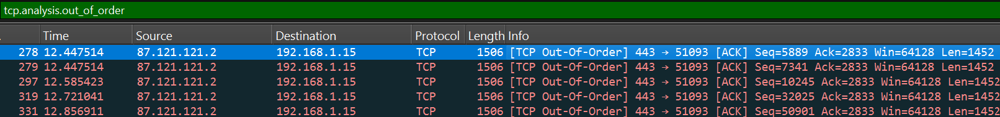 tcp.analysis.out_of_order
. Time Source Destination Protocol Length Info
278 12.447514 87.121.121.2 192.168.1.15 TCP 1506 [TCP Out-Of-Order] 443 → 51093 [ACK] Seq=5889 Ack=2833 Win=64128 Len=1452
279 12.447514 87.121.121.2 192.168.1.15 TCP 1506 [TCP Out-Of-Order] 443 → 51093 [ACK] Seq=7341 Ack=2833 Win=64128 Len=1452
297 12.585423 87.121.121.2 192.168.1.15 TCP 1506 [TCP Out-Of-Order] 443 → 51093 [ACK] Seq=10245 Ack=2833 Win=64128 Len=1452
319 12.721041 87.121.121.2 192.168.1.15 TCP 1506 [TCP Out-Of-Order] 443 → 51093 [ACK] Seq=32025 Ack=2833 Win=64128 Len=1452
331 12.856911 87.121.121.2 192.168.1.15 TCP 1506 [TCP Out-Of-Order] 443 → 51093 [ACK] Seq=50901 Ack=2833 Win=64128 Len=1452